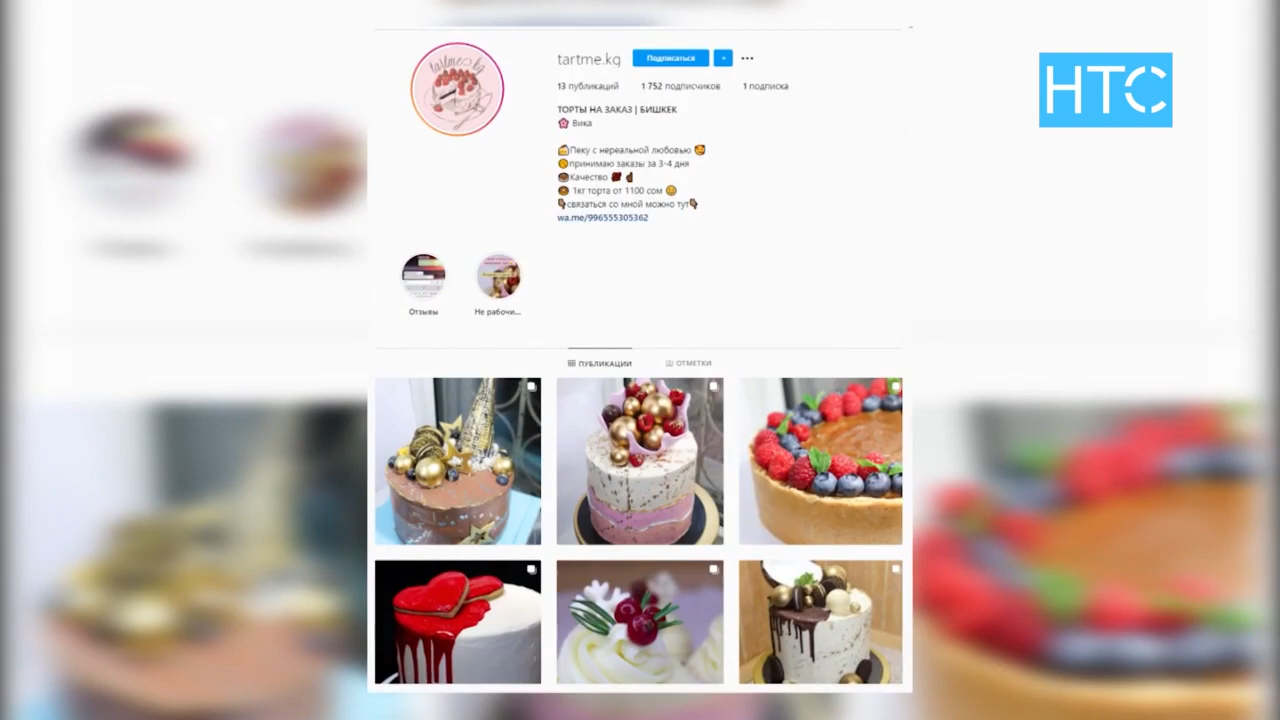 tartme.kg
tartme.kg Подписаться
НТС
13 публикаций 1 752 подписчиков 1 подписка
ТОРТЫ НА ЗАКАЗ | БИШКЕК
🌸 Вика
🍰Пеку с нереальной любовью 🥰
принимаю заказы за 3-4 дня
Качество
🍩 1кг торта от 1100 сом
👇🏾связаться со мной можно тут👇🏾
wa.me/996555305362
Отзывы Не рабочи...
ПУБЛИКАЦИИ ОТМЕТКИ